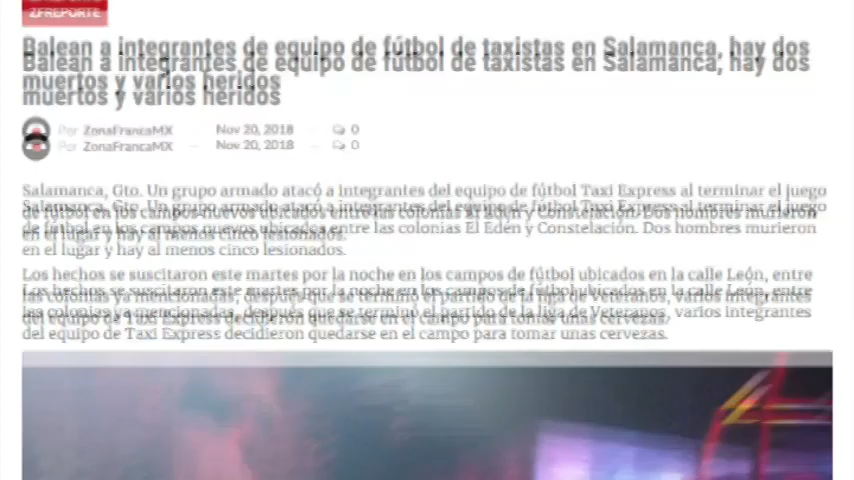 ZFREPORTE
Balean a integrantes de equipo de fútbol de taxistas en Salamanca, hay dos
muertos y varios heridos
Por ZonaFrancaMX — Nov 20, 2018 — 0
Salamanca, Gto. Un grupo armado atacó a integrantes del equipo de fútbol Taxi Express al terminar el juego
de fútbol en los campos nuevos ubicados entre las colonias El Edén y Constelación. Dos hombres murieron
en el lugar y hay al menos cinco lesionados.
Los hechos se suscitaron este martes por la noche en los campos de fútbol ubicados en la calle León, entre
las colonias ya mencionadas, después que se terminó el partido de la liga de Veteranos, varios integrantes
del equipo de Taxi Express decidieron quedarse en el campo para tomar unas cervezas.